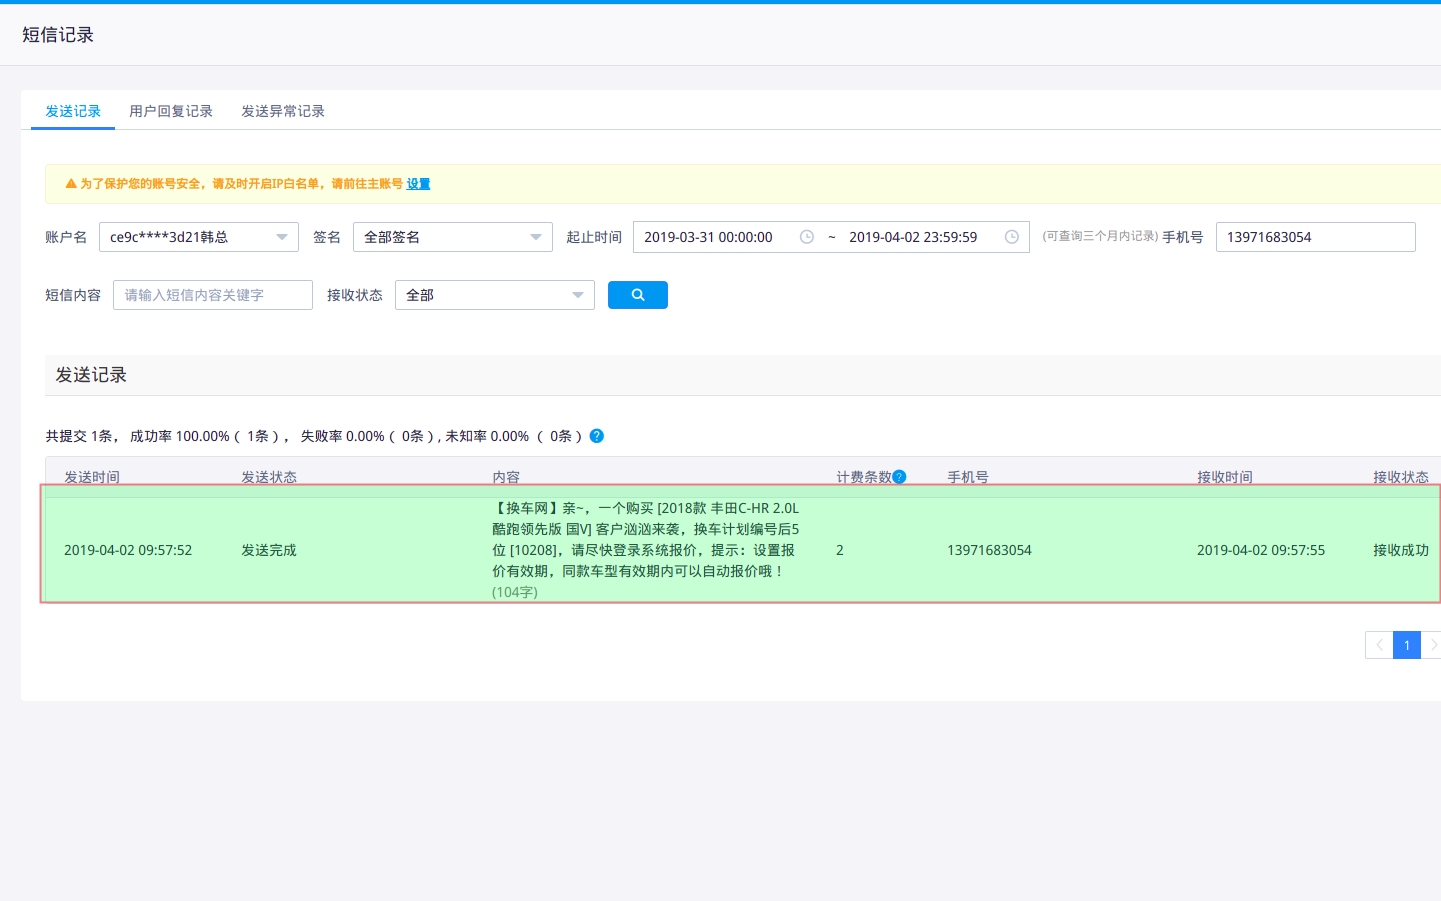 短信记录
发送记录 用户回复记录 发送异常记录
为了保护您的账号安全，请及时开启IP白名单，请前往主账号 设置
账户名 ce9c****3d21韩总 签名 全部签名 起止时间 2019-03-31 00:00:00 ~ 2019-04-02 23:59:59 (可查询三个月内记录) 手机号 13971683054
短信内容 请输入短信内容关键字 接收状态 全部
发送记录
共提交 1条， 成功率 100.00%（ 1条）， 失败率 0.00%（ 0条）, 未知率 0.00% （ 0条） ?
发送时间 发送状态 内容 计费条数? 手机号 接收时间 接收状态
【换车网】亲~，一个购买 [2018款 丰田C-HR 2.0L
酷跑领先版 国V] 客户汹汹来袭，换车计划编号后5
2019-04-02 09:57:52 发送完成 位 [10208]，请尽快登录系统报价，提示：设置报 2 13971683054 2019-04-02 09:57:55 接收成功
价有效期，同款车型有效期内可以自动报价哦！
(104字)
1